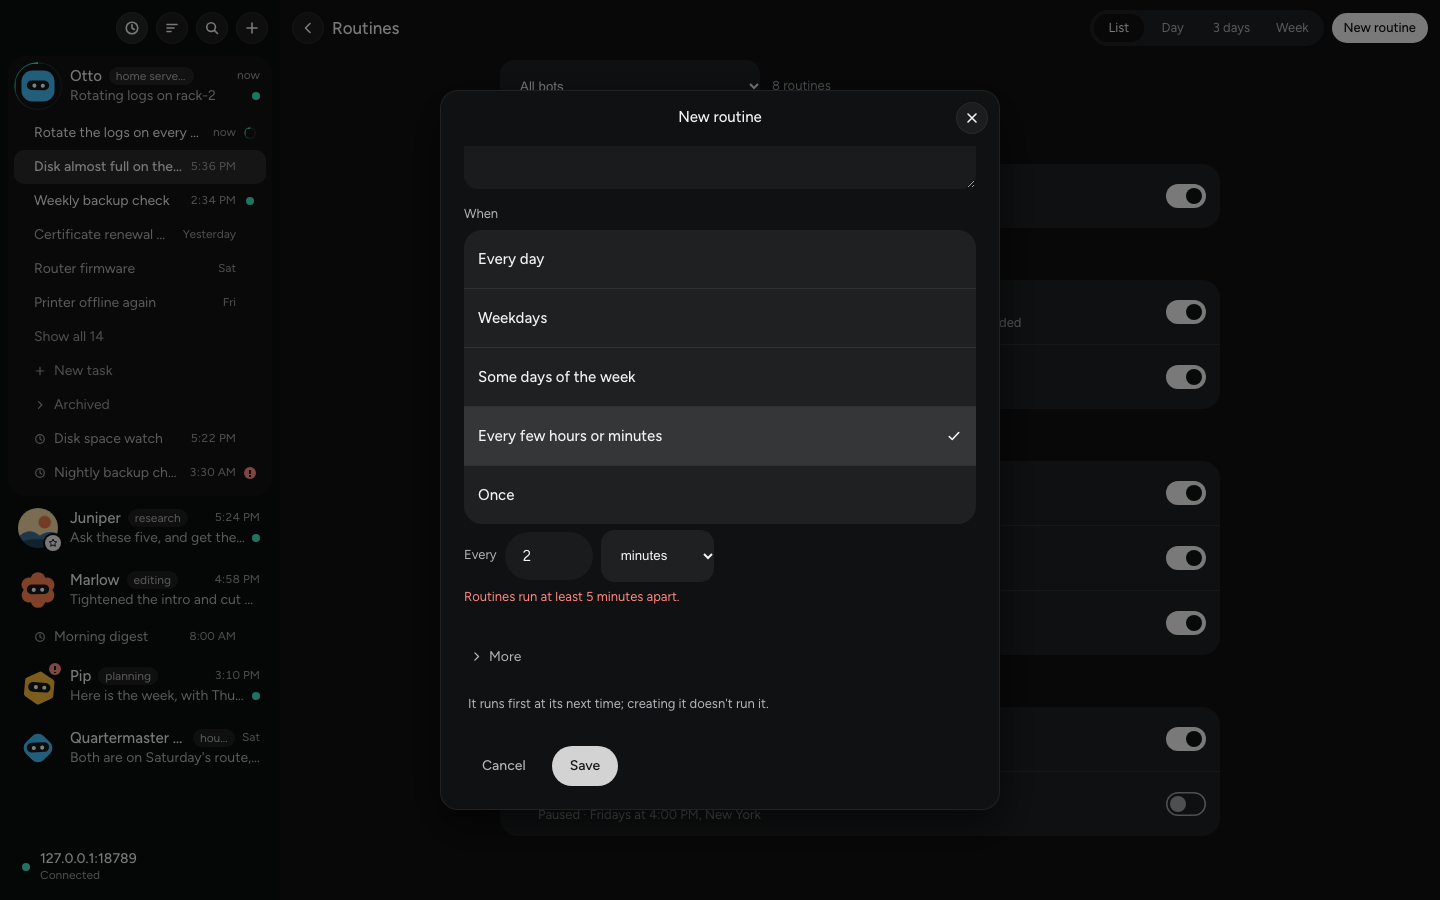 Routines
List
Day
3 days
Week
New routine
Otto
home serve...
now
Rotating logs on rack-2
Rotate the logs on every ...
now
Disk almost full on the...
5:36 PM
Weekly backup check
2:34 PM
Certificate renewal ...
Yesterday
Router firmware
Sat
Printer offline again
Fri
Show all 14
New task
Archived
Disk space watch
5:22 PM
Nightly backup ch...
3:30 AM
Juniper
research
5:24 PM
Ask these five, and get the...
Marlow
editing
4:58 PM
Tightened the intro and cut ...
Morning digest
8:00 AM
Pip
planning
3:10 PM
Here is the week, with Thu...
Quartermaster ...
hou...
Sat
Both are on Saturday's route,...
127.0.0.1:18789
Connected
All bots
8 routines
New routine
When
Every day
Weekdays
Some days of the week
Every few hours or minutes
Once
Every
2
minutes
Routines run at least 5 minutes apart.
More
It runs first at its next time; creating it doesn't run it.
Cancel
Save
ded
Paused · Fridays at 4:00 PM, New York